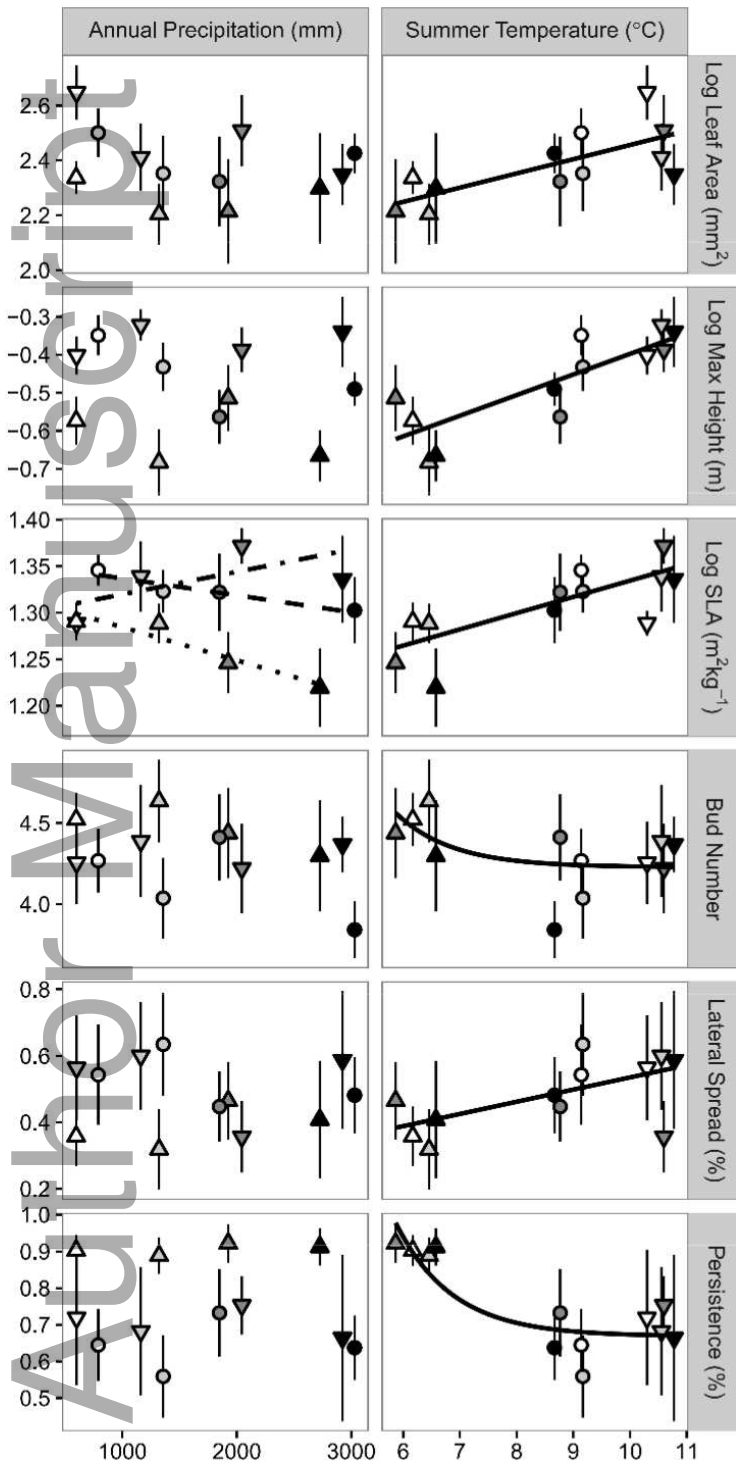 Annual Precipitation (mm) Summer Temperature (°C)
2.6
2.4
2.2
2.0
Log Leaf Area (mm²)
−0.3
−0.4
−0.5
−0.6
−0.7
Log Max Height (m)
1.40
1.35
1.30
1.25
1.20
Log SLA (m²kg⁻¹)
4.5
4.0
Bud Number
0.8
0.6
0.4
0.2
Lateral Spread (%)
1.0
0.9
0.8
0.7
0.6
0.5
Persistence (%)
1000 2000 3000 6 7 8 9 10 11
Author Manuscript